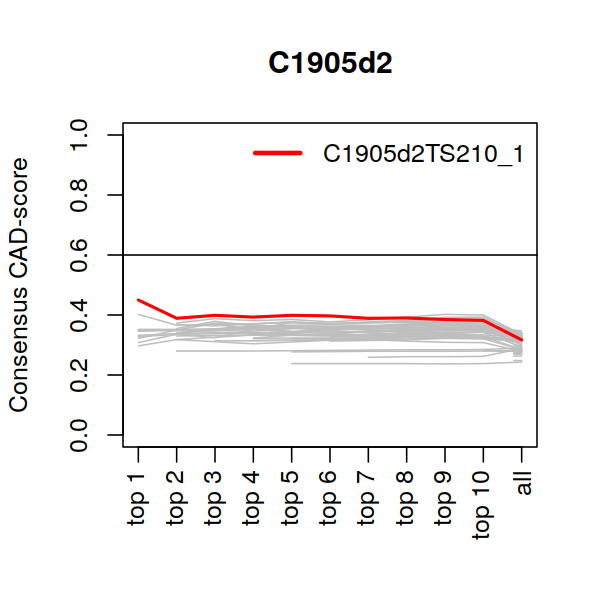 C1905d2
C1905d2TS210_1
Consensus CAD-score
1.0
0.8
0.6
0.4
0.2
0.0
top 1
top 2
top 3
top 4
top 5
top 6
top 7
top 8
top 9
top 10
all